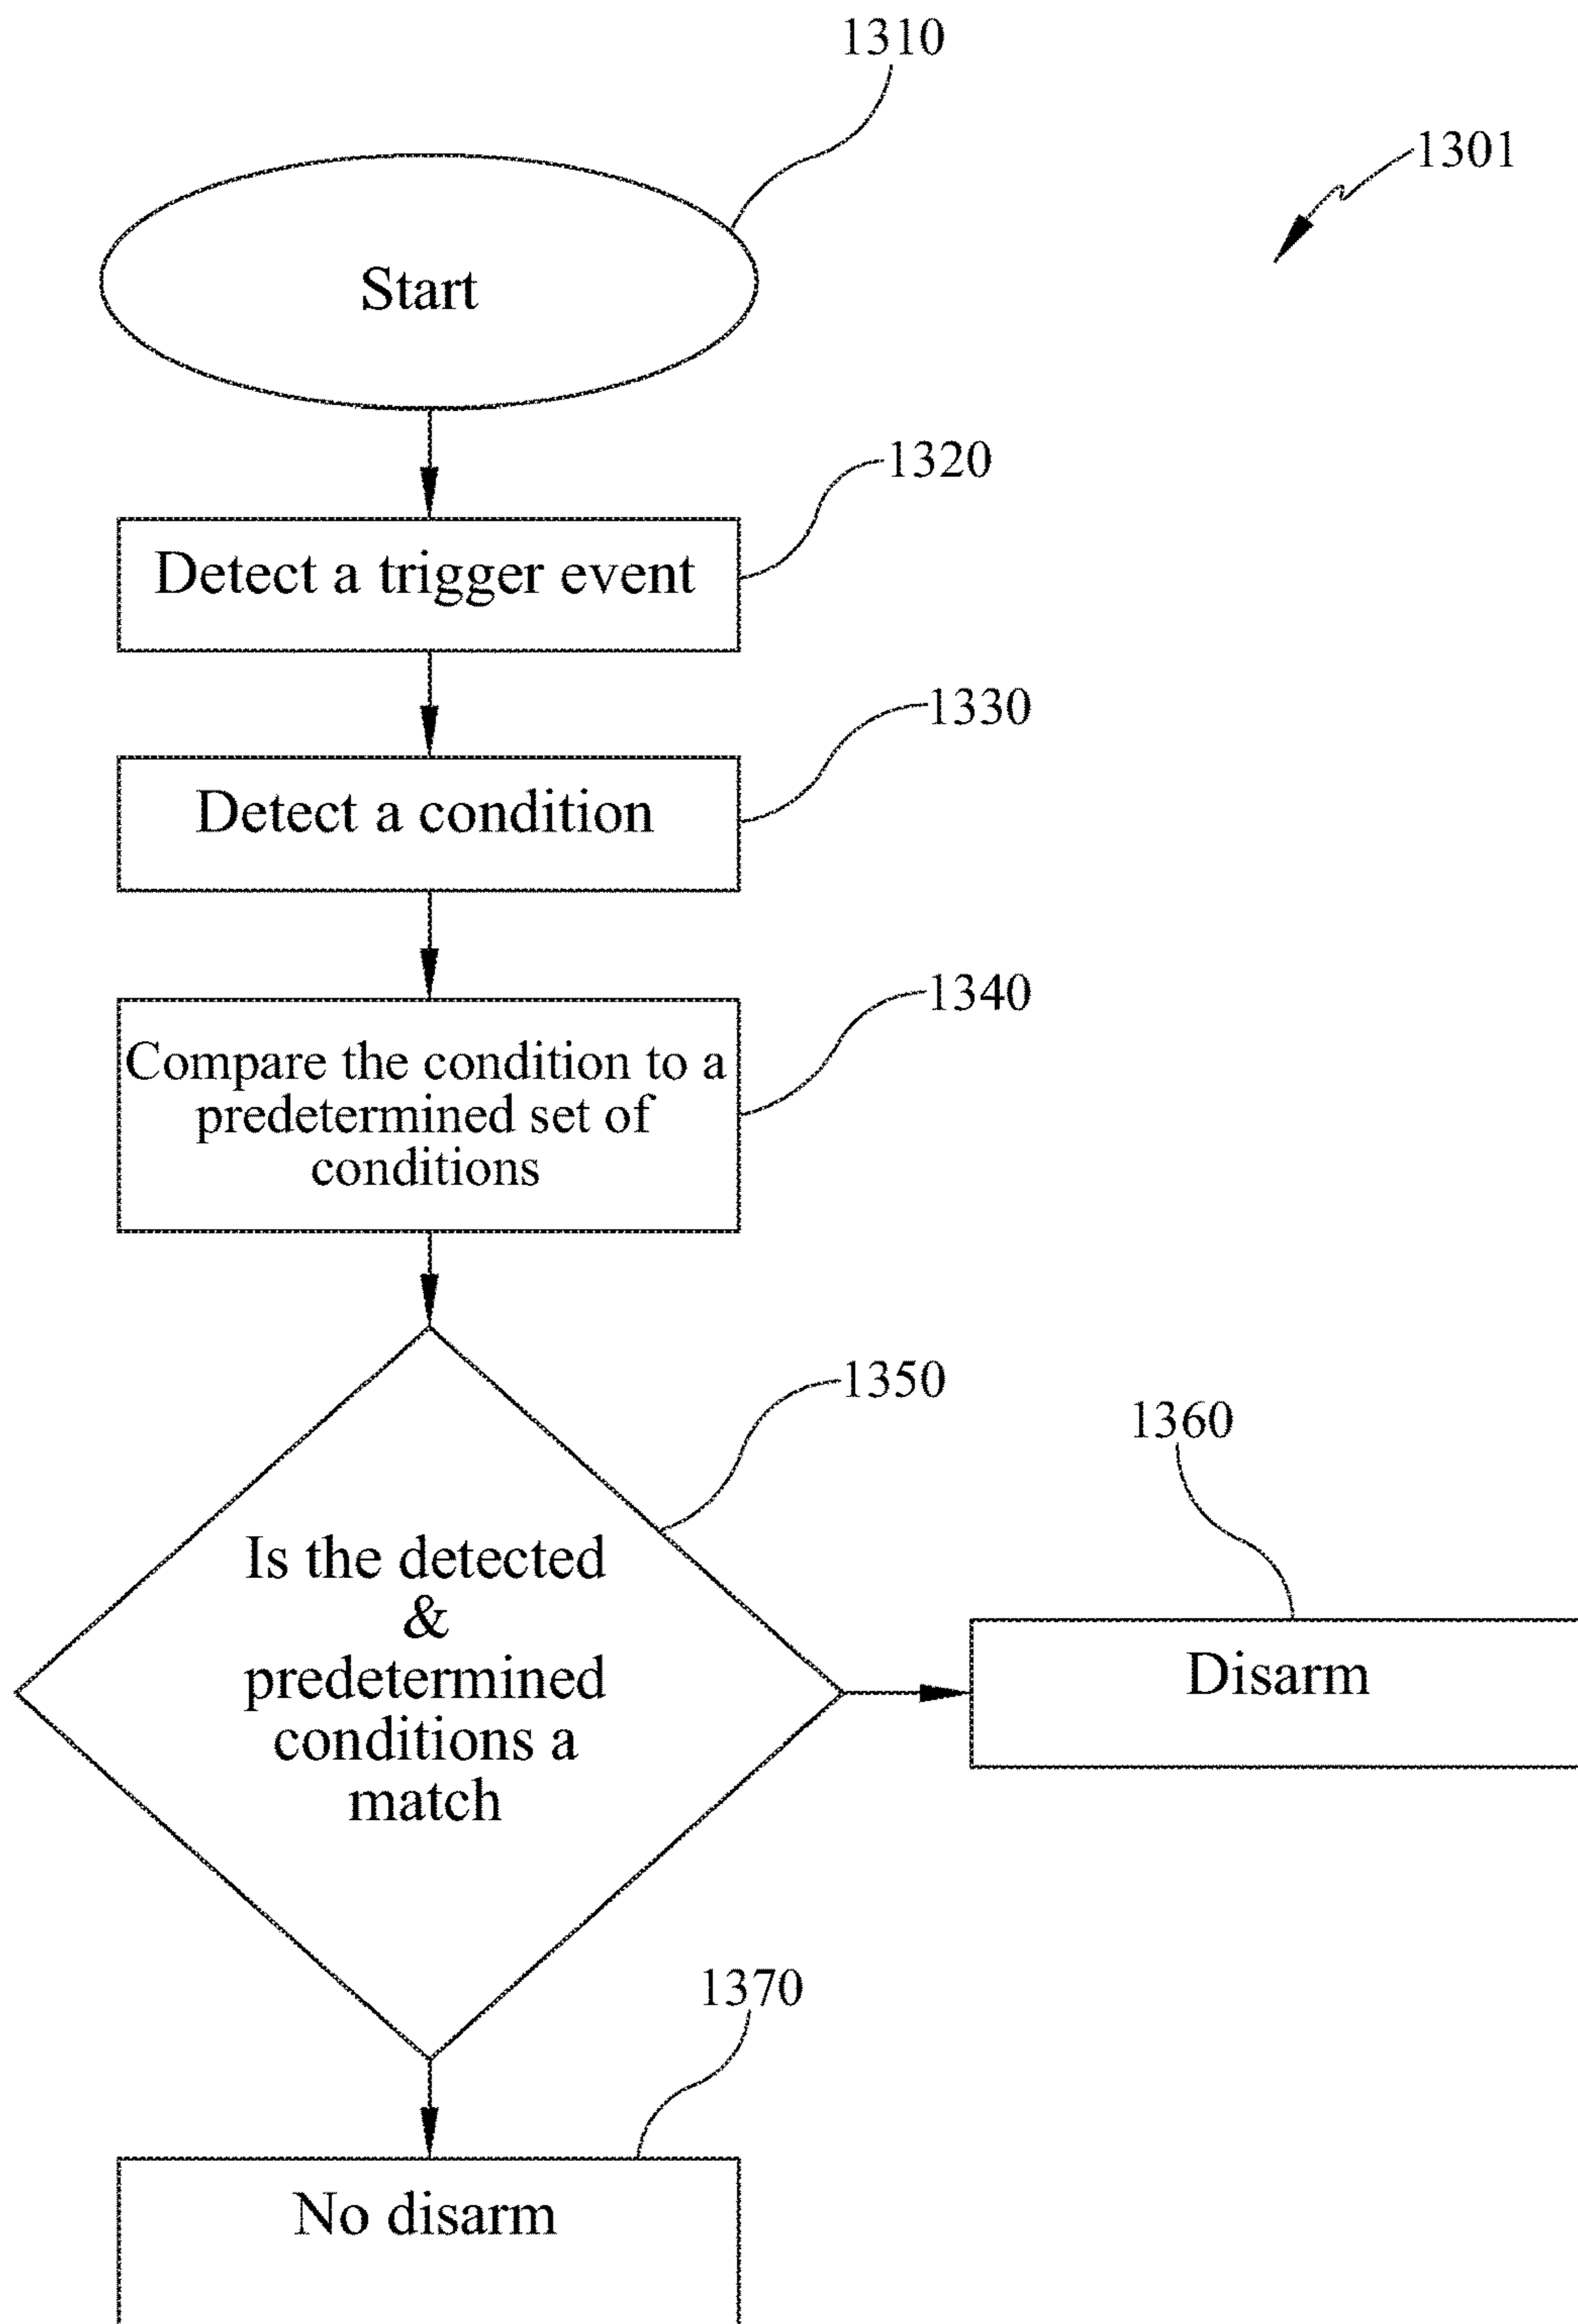 1310
1301
Start
1320
Detect a trigger event
1330
Detect a condition
1340
Compare the condition to a
predetermined set of
conditions
1350
1360
Is the detected
&
predetermined
conditions a
match
Disarm
1370
No disarm